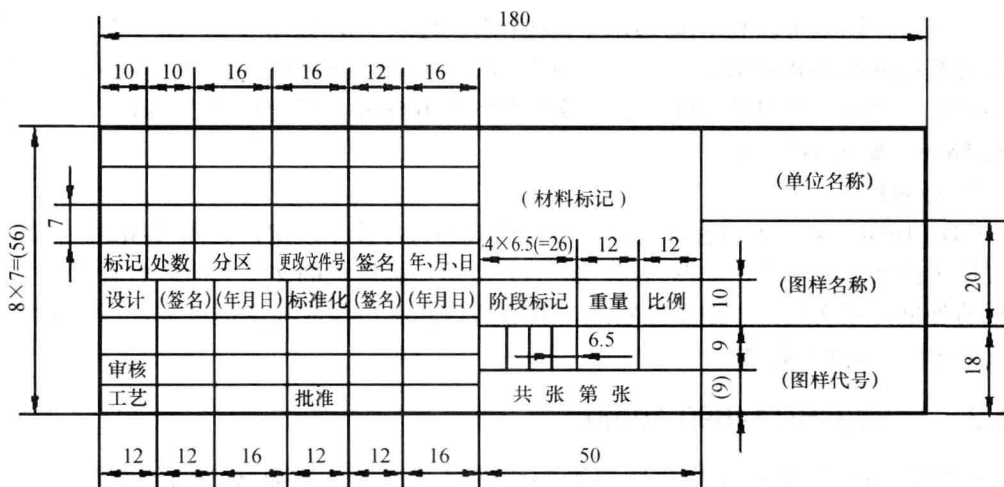 180
10 10 16 16 12 16
(单位名称)
(材料标记)
7
8×7=(56)
4×6.5(=26) 12 12
标记 处数 分区 更改文件号 签名 年、月、日
设计 (签名) (年月日) 标准化 (签名) (年月日) 阶段标记 重量 比例 10 (图样名称) 20
6.5 9
审核
(图样代号) 18
工艺 批准 共 张 第 张 (9)
12 12 16 12 12 16 50